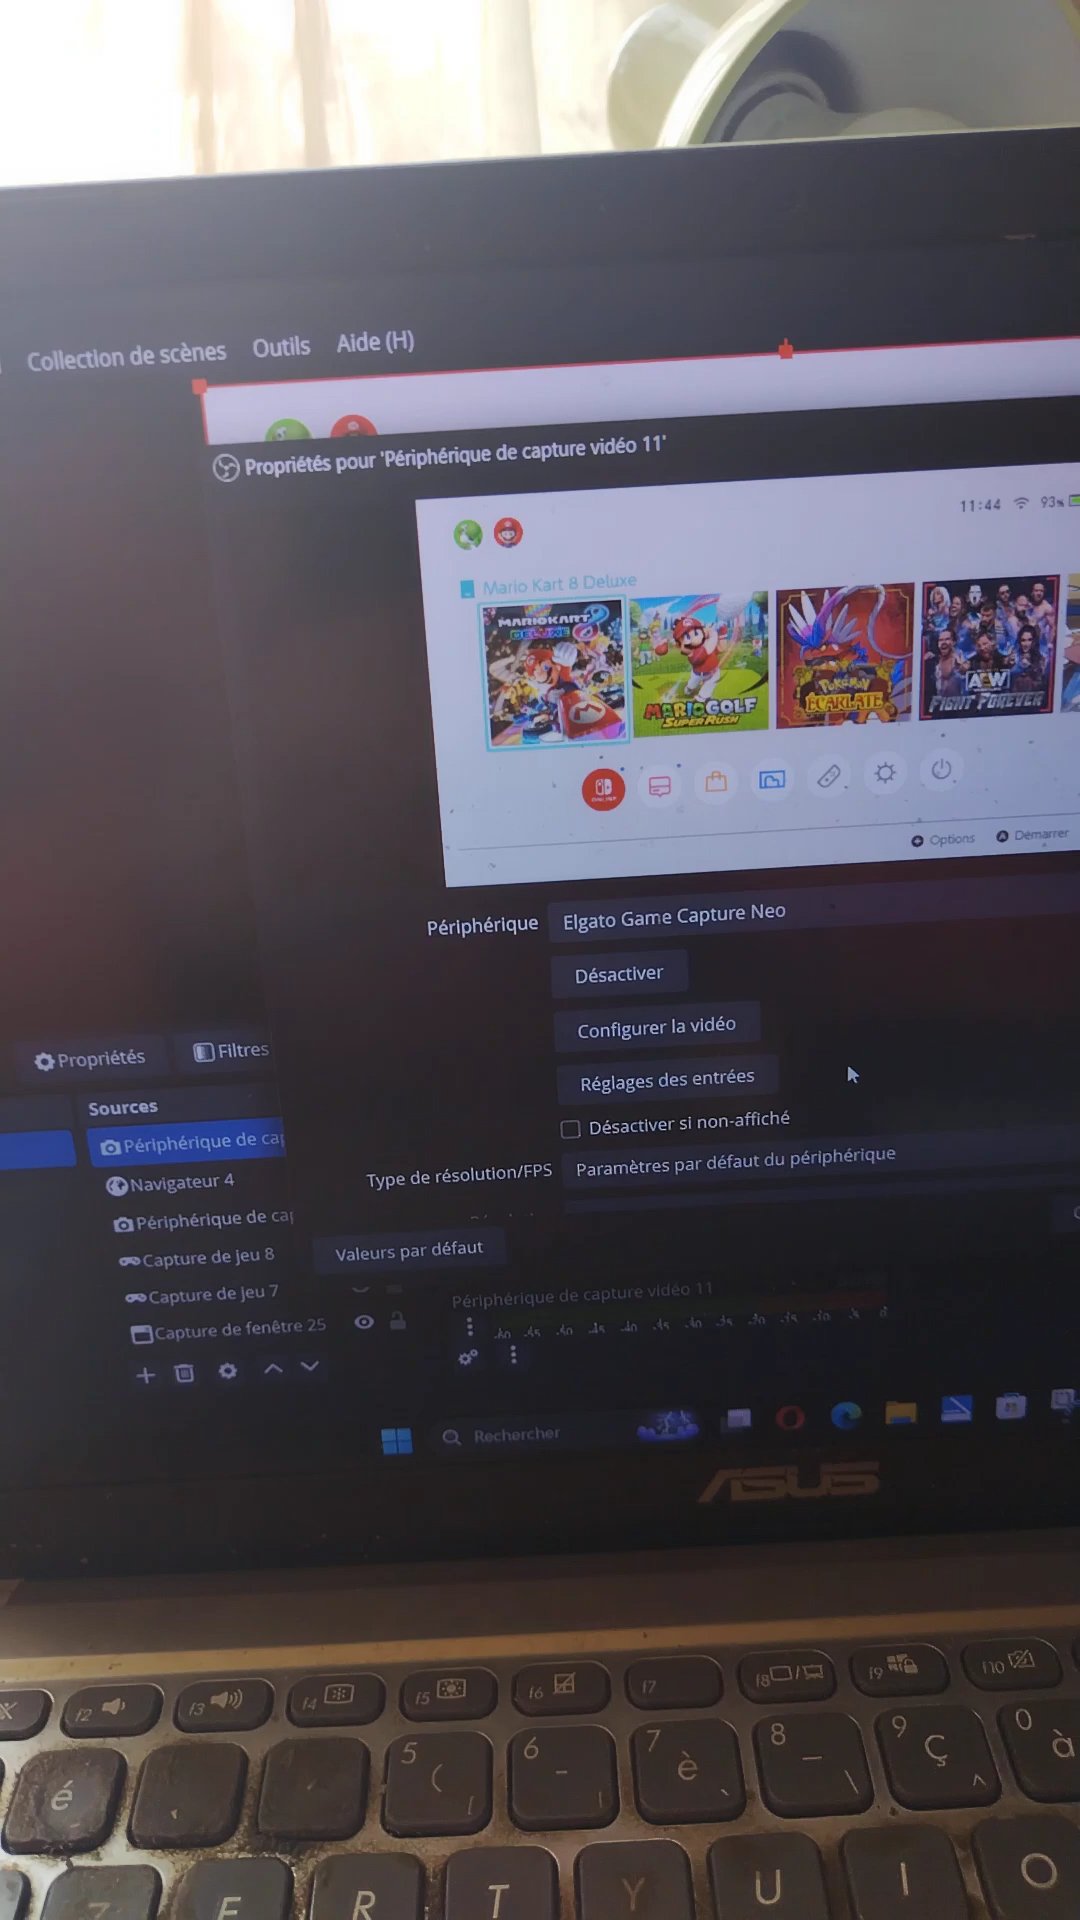 Collection de scènes Outils Aide (H)
Propriétés pour 'Périphérique de capture vidéo 11'
11:44 93%
Mario Kart 8 Deluxe
MARIOKART 8
DELUXE
MARIO GOLF
SUPER RUSH
POKÉMON
ÉCARLATE
AEW
FIGHT FOREVER
Options
Démarrer
Périphérique Elgato Game Capture Neo
Désactiver
Configurer la vidéo
Réglages des entrées
Désactiver si non-affiché
Type de résolution/FPS Paramètres par défaut du périphérique
Valeurs par défaut
Propriétés Filtres
Sources
Périphérique de cap
Navigateur 4
Périphérique de cap
Capture de jeu 8
Capture de jeu 7
Capture de fenêtre 25
Périphérique de capture vidéo 11
Rechercher
ASUS
f2 f3 f4 f5 f6 f7 f8 f9 f10
é 5 ( [ 6 - | 7 è ` 8 _ \ 9 ç ^ 0 à
E R T Y U I O